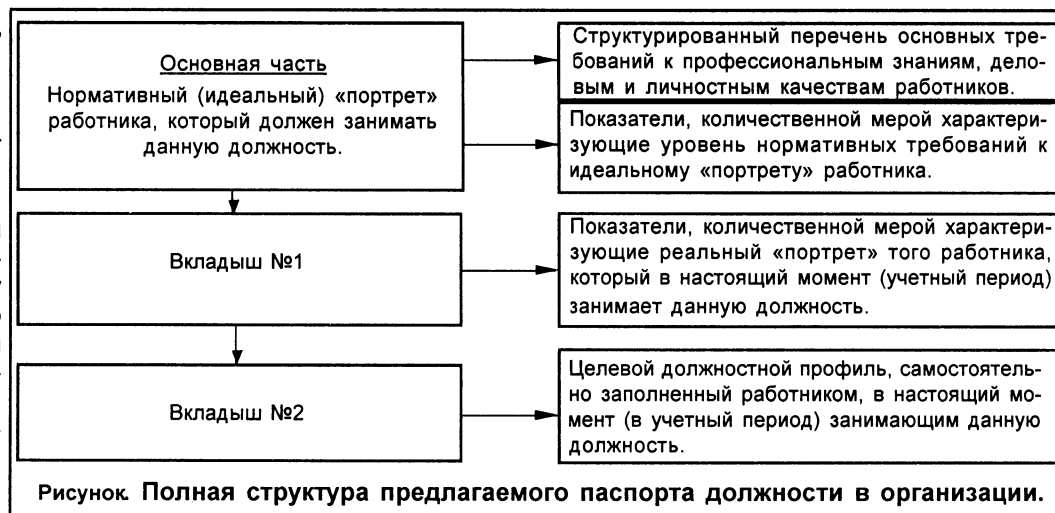 Основная часть
Нормативный (идеальный) «портрет»
работника, который должен занимать
данную должность.
Структурированный перечень основных тре-
бований к профессиональным знаниям, дело-
вым и личностным качествам работников.
Показатели, количественной мерой характери-
зующие уровень нормативных требований к
идеальному «портрету» работника.
Вкладыш №1
Показатели, количественной мерой характери-
зующие реальный «портрет» того работника,
который в настоящий момент (учетный период)
занимает данную должность.
Вкладыш №2
Целевой должностной профиль, самостоятель-
но заполненный работником, в настоящий мо-
мент (в учетный период) занимающим данную
должность.
Рисунок. Полная структура предлагаемого паспорта должности в организации.